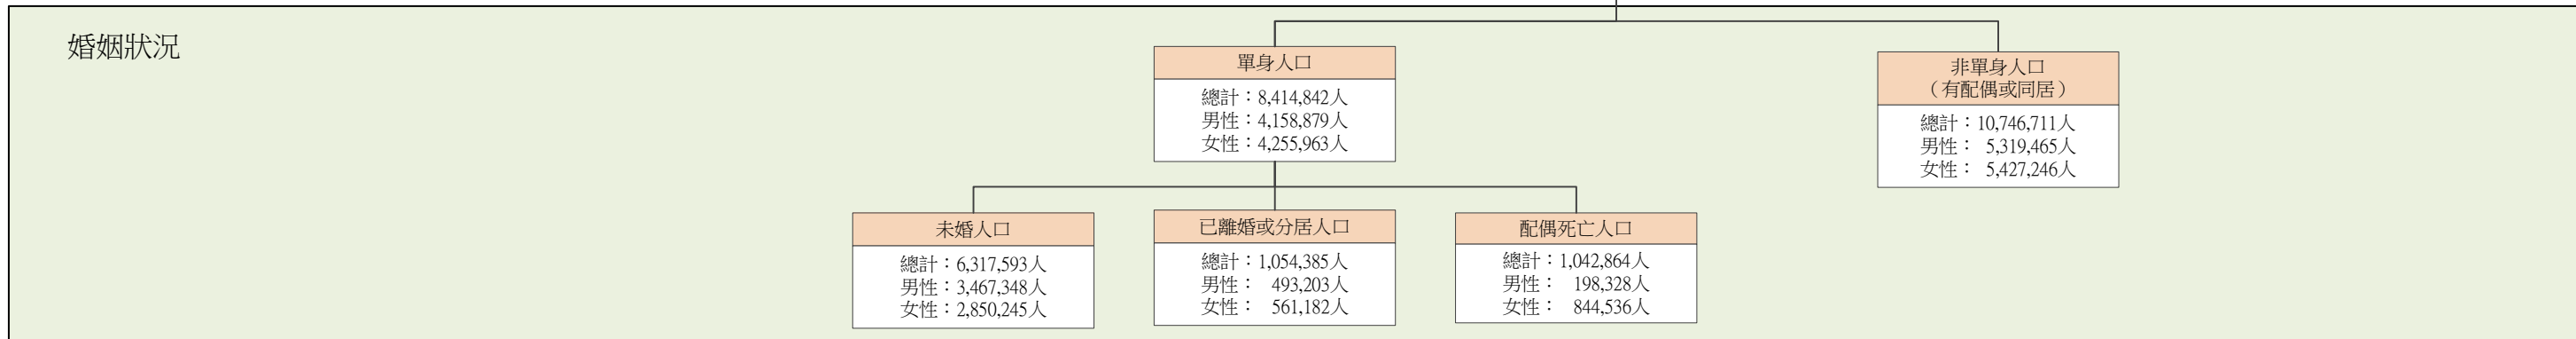 婚姻狀況
單身人口
總計：8,414,842人
男性：4,158,879人
女性：4,255,963人
非單身人口
（有配偶或同居）
總計：10,746,711人
男性： 5,319,465人
女性： 5,427,246人
未婚人口
總計：6,317,593人
男性：3,467,348人
女性：2,850,245人
已離婚或分居人口
總計：1,054,385人
男性： 493,203人
女性： 561,182人
配偶死亡人口
總計：1,042,864人
男性： 198,328人
女性： 844,536人